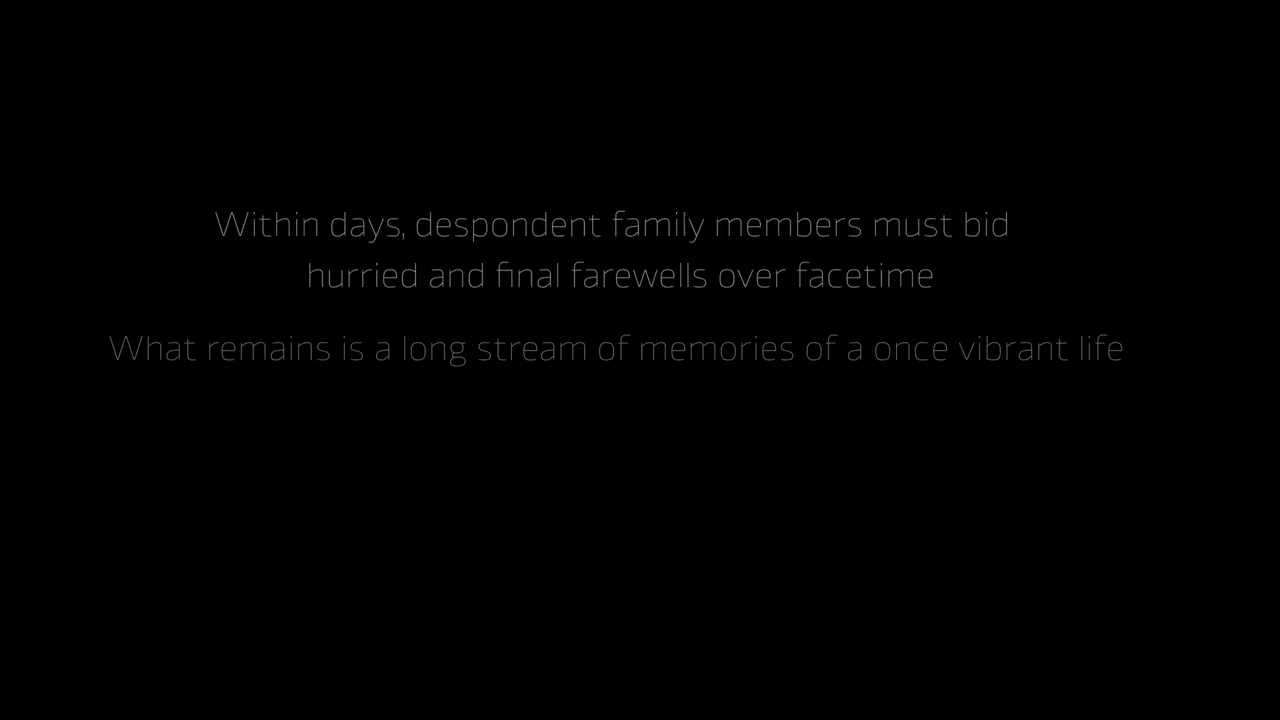 Within days, despondent family members must bid
hurried and final farewells over facetime
What remains is a long stream of memories of a once vibrant life